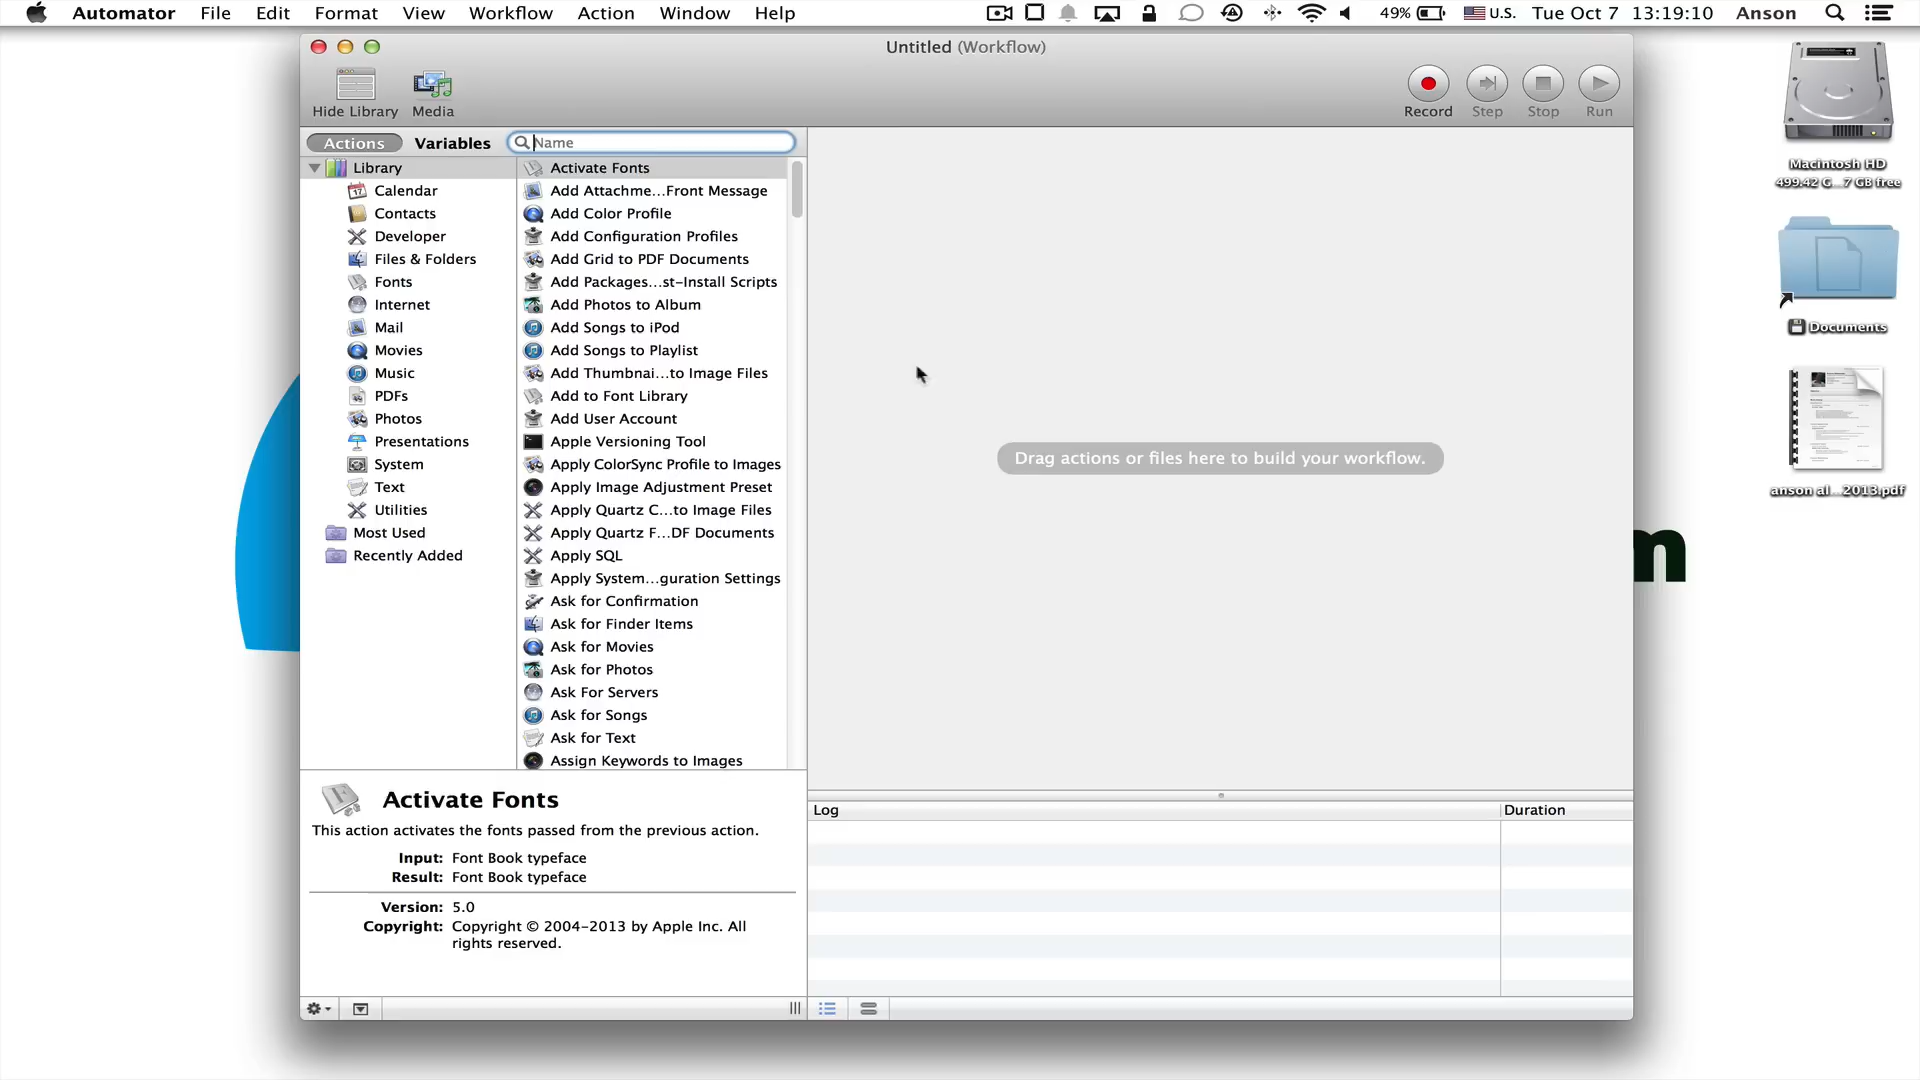 Automator File Edit Format View Workflow Action Window Help 49% U.S. Tue Oct 7 13:19:10 Anson
Untitled (Workflow)
Hide Library Media Record Step Stop Run
Actions Variables Name
Library
Calendar
Contacts
Developer
Files & Folders
Fonts
Internet
Mail
Movies
Music
PDFs
Photos
Presentations
System
Text
Utilities
Most Used
Recently Added
Activate Fonts
Add Attachme...Front Message
Add Color Profile
Add Configuration Profiles
Add Grid to PDF Documents
Add Packages...st-Install Scripts
Add Photos to Album
Add Songs to iPod
Add Songs to Playlist
Add Thumbnai...to Image Files
Add to Font Library
Add User Account
Apple Versioning Tool
Apply ColorSync Profile to Images
Apply Image Adjustment Preset
Apply Quartz C...to Image Files
Apply Quartz F...DF Documents
Apply SQL
Apply System...guration Settings
Ask for Confirmation
Ask for Finder Items
Ask for Movies
Ask for Photos
Ask For Servers
Ask for Songs
Ask for Text
Assign Keywords to Images
Drag actions or files here to build your workflow.
Activate Fonts
This action activates the fonts passed from the previous action.
Input: Font Book typeface
Result: Font Book typeface
Version: 5.0
Copyright: Copyright © 2004-2013 by Apple Inc. All
rights reserved.
Log Duration
Macintosh HD
499.42 G...7 GB free
Documents
anson al...2013.pdf
m